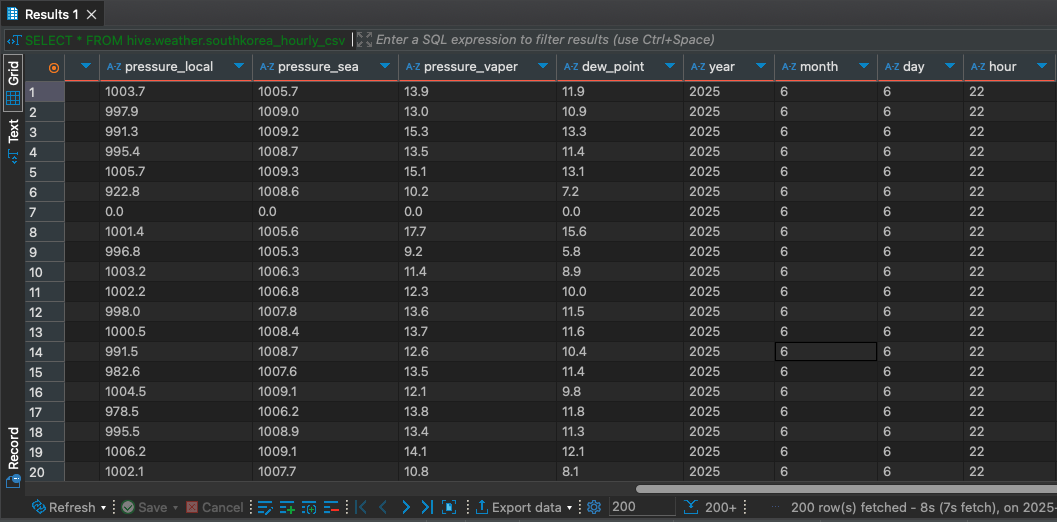 Results 1
SELECT * FROM hive.weather.southkorea_hourly_csv Enter a SQL expression to filter results (use Ctrl+Space)
Grid
Text
Record
A-Z pressure_local A-Z pressure_sea A-Z pressure_vaper A-Z dew_point A-Z year A-Z month A-Z day A-Z hour
1 1003.7 1005.7 13.9 11.9 2025 6 6 22
2 997.9 1009.0 13.0 10.9 2025 6 6 22
3 991.3 1009.2 15.3 13.3 2025 6 6 22
4 995.4 1008.7 13.5 11.4 2025 6 6 22
5 1005.7 1009.3 15.1 13.1 2025 6 6 22
6 922.8 1008.6 10.2 7.2 2025 6 6 22
7 0.0 0.0 0.0 0.0 2025 6 6 22
8 1001.4 1005.6 17.7 15.6 2025 6 6 22
9 996.8 1005.3 9.2 5.8 2025 6 6 22
10 1003.2 1006.3 11.4 8.9 2025 6 6 22
11 1002.2 1006.8 12.3 10.0 2025 6 6 22
12 998.0 1007.8 13.6 11.5 2025 6 6 22
13 1000.5 1008.4 13.7 11.6 2025 6 6 22
14 991.5 1008.7 12.6 10.4 2025 6 6 22
15 982.6 1007.6 13.5 11.4 2025 6 6 22
16 1004.5 1009.1 12.1 9.8 2025 6 6 22
17 978.5 1006.2 13.8 11.8 2025 6 6 22
18 995.5 1008.9 13.4 11.3 2025 6 6 22
19 1006.2 1009.1 14.1 12.1 2025 6 6 22
20 1002.1 1007.7 10.8 8.1 2025 6 6 22
Refresh Save Cancel Export data 200 200+ 200 row(s) fetched - 8s (7s fetch), on 2025-